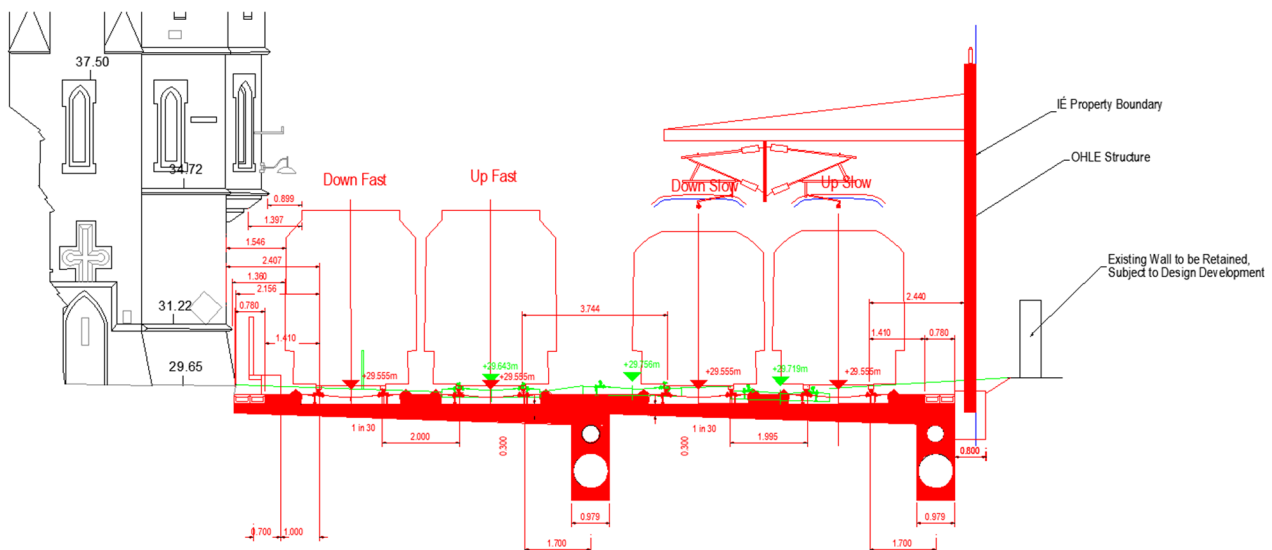 37.50
34.72
31.22
29.65
Down Fast
Up Fast
Down Slow
Up Slow
IÉ Property Boundary
OHLE Structure
Existing Wall to be Retained,
Subject to Design Development
0.899
1.397
1.546
2.407
1.360
2.156
0.780
1.410
3.744
2.440
1.410
0.780
+29.555m
+29.643m
+29.555m
+29.756m
+29.555m
+29.719m
+29.555m
1 in 30
2.000
0.300
0.300
1 in 30
1.995
0.800
0.979
0.979
0.700
1.000
1.700
1.700